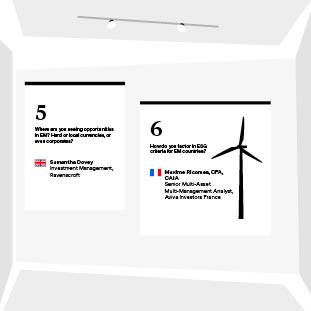 5
Where are you seeing opportunities
in EM? Hard or local currencies, or
even corporates?
Samantha Dovey
Investment Management,
Ravenscroft
6
How do you factor in ESG
criteria for EM countries?
Maxime Ricomes, CFA,
CAIA
Senior Multi-Asset
Multi-Management Analyst,
Aviva Investors France